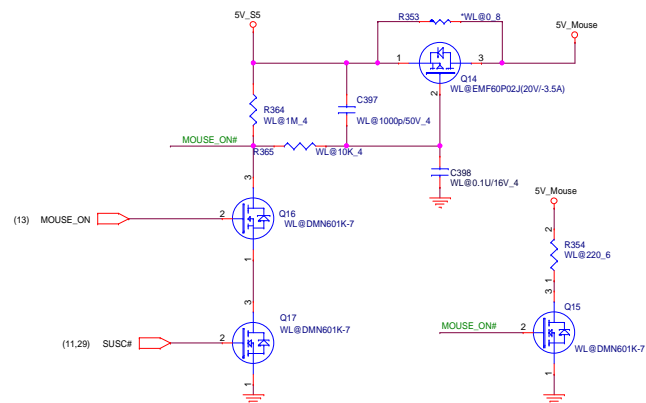 5V_S5
R353
*WL@0_8
5V_Mouse
1
3
Q14
WL@EMF60P02J(20V/-3.5A)
2
R364
WL@1M_4
C397
WL@1000p/50V_4
MOUSE_ON#
R365
WL@10K_4
C398
WL@0.1U/16V_4
3
Q16
(13)
MOUSE_ON
2
WL@DMN601K-7
1
5V_Mouse
2
R354
WL@220_6
1
3
Q17
WL@DMN601K-7
(11,29)
SUSC#
2
1
3
Q15
MOUSE_ON#
2
WL@DMN601K-7
1